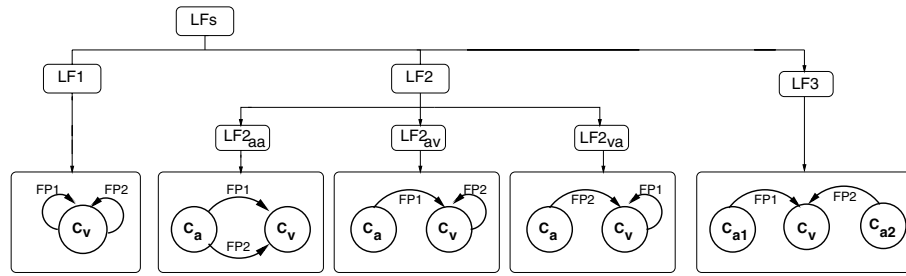 LFs
LF1
LF2
LF3
LF2aa
LF2av
LF2va
FP1 FP2
Cv
FP1
Ca Cv
FP2
FP1 FP2
Ca Cv
FP2 FP1
Ca Cv
FP1 FP2
Ca1 Cv Ca2